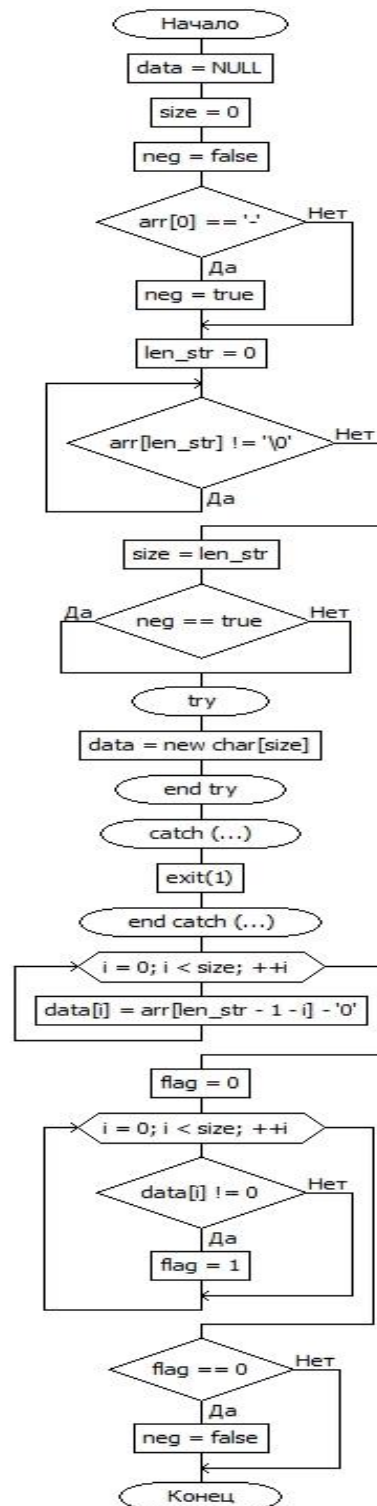 Начало
data = NULL
size = 0
neg = false
arr[0] == '-'
Нет
Да
neg = true
len_str = 0
arr[len_str] != '\0'
Нет
Да
size = len_str
Да
neg == true
Нет
try
data = new char[size]
end try
catch (...)
exit(1)
end catch (...)
i = 0; i < size; ++i
data[i] = arr[len_str - 1 - i] - '0'
flag = 0
i = 0; i < size; ++i
data[i] != 0
Нет
Да
flag = 1
flag == 0
Нет
Да
neg = false
Конец